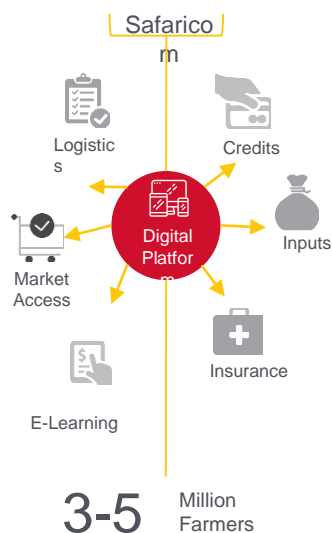 Safarico
m
Logistic
s
Credits
Digital
Platfor
m
Inputs
Market
Access
Insurance
$
E-Learning
3-5
Million
Farmers